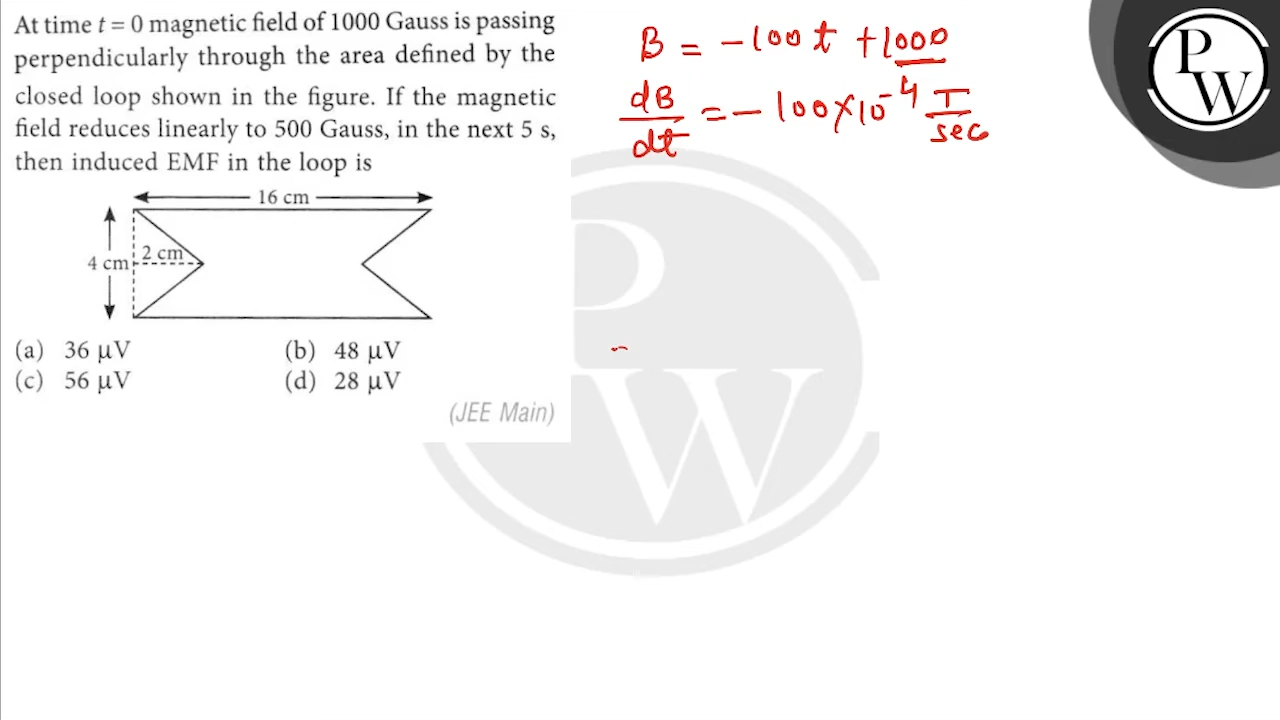 At time t = 0 magnetic field of 1000 Gauss is passing
perpendicularly through the area defined by the
closed loop shown in the figure. If the magnetic
field reduces linearly to 500 Gauss, in the next 5 s,
then induced EMF in the loop is
16 cm
2 cm
4 cm
(a) 36 μV
(b) 48 μV
(c) 56 μV
(d) 28 μV
(JEE Main)
B = -100t + 1000
dB/dt = -100×10⁻⁴ T/sec
P
W
P
W